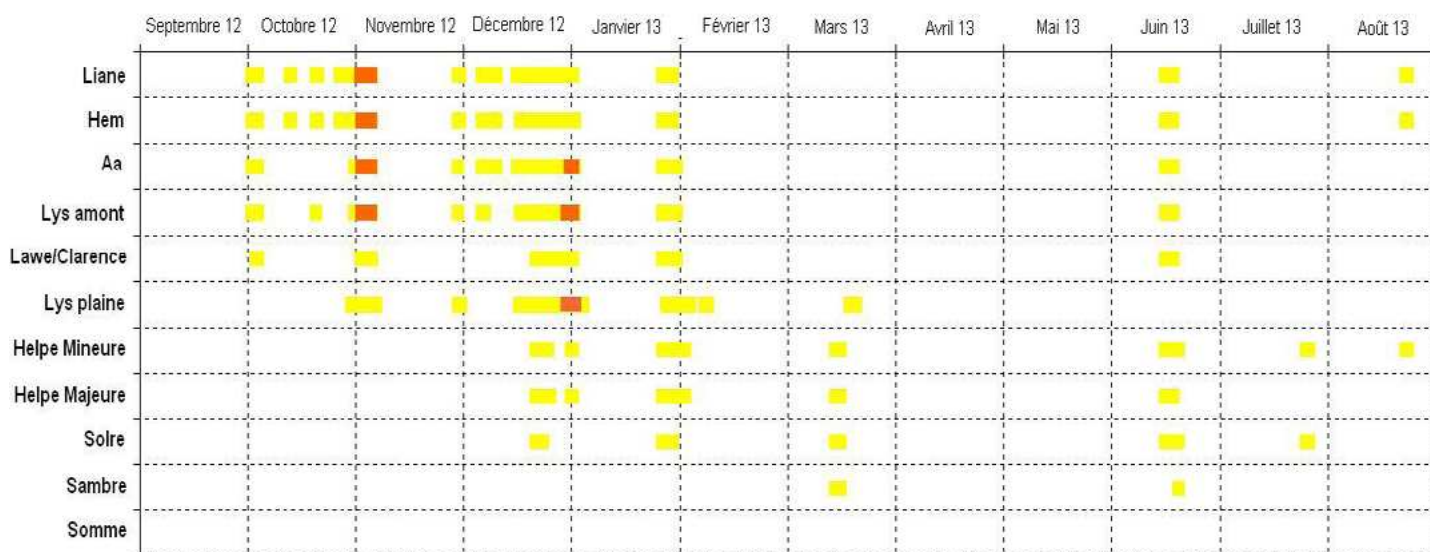 Septembre 12 Octobre 12 Novembre 12 Décembre 12 Janvier 13 Février 13 Mars 13 Avril 13 Mai 13 Juin 13 Juillet 13 Août 13
Liane
Hem
Aa
Lys amont
Lawe/Clarence
Lys plaine
Helpe Mineure
Helpe Majeure
Solre
Sambre
Somme